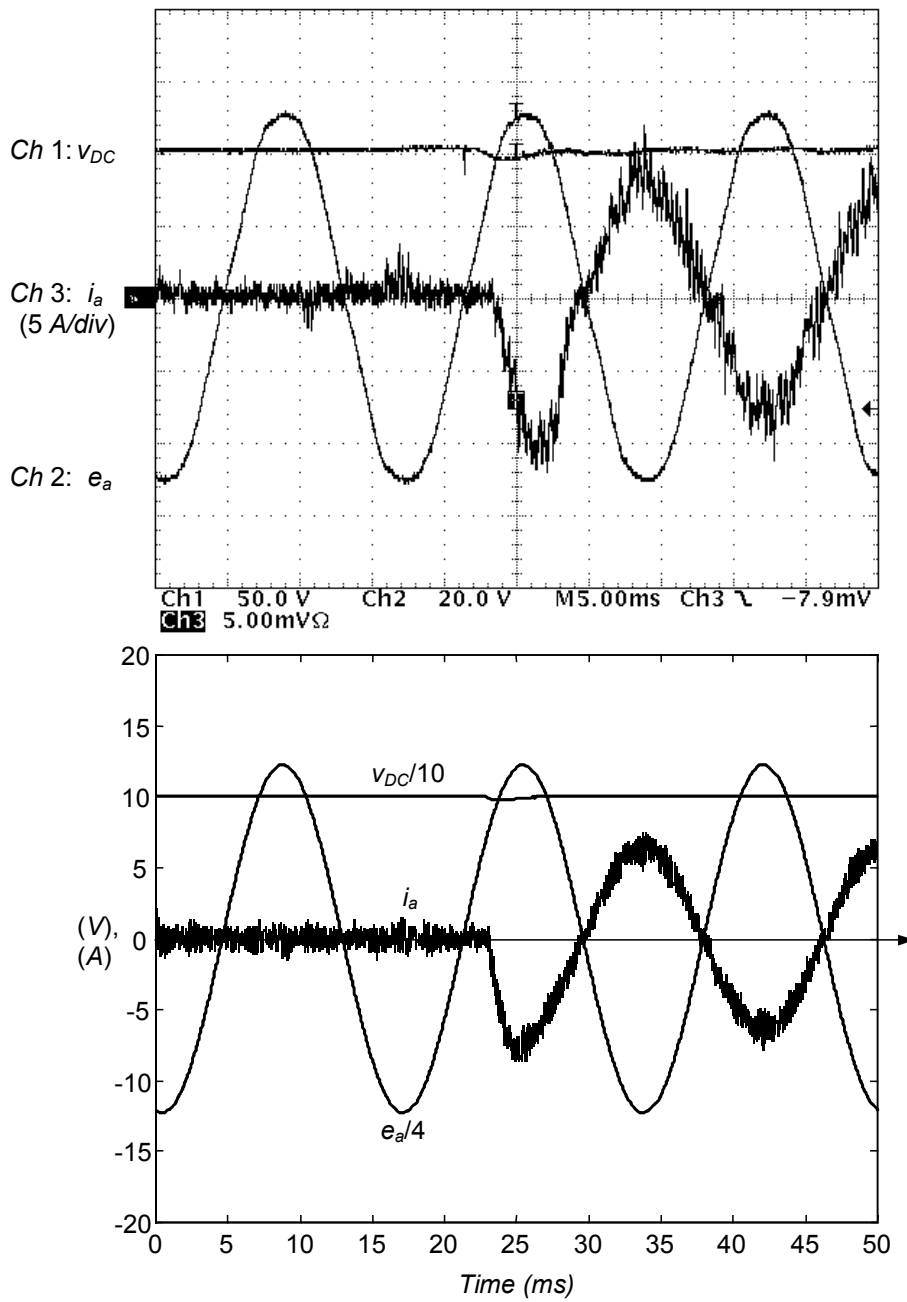 Ch 1: vDC
Ch 3: ia
(5 A/div)
Ch 2: ea
Ch1 50.0 V Ch2 20.0 V M5.00ms Ch3 −7.9mV
Ch3 5.00mVΩ
20
15
10
5
0
-5
-10
-15
-20
(V),
(A)
vDC/10
ia
ea/4
0 5 10 15 20 25 30 35 40 45 50
Time (ms)